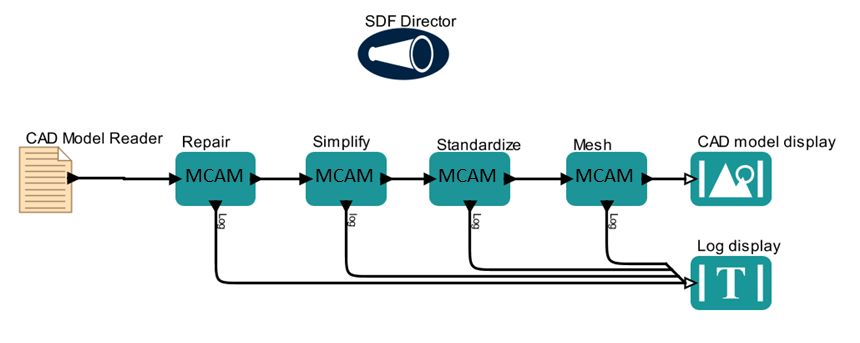 SDF Director
CAD Model Reader
Repair
Simplify
Standardize
Mesh
CAD model display
MCAM
MCAM
MCAM
MCAM
Log
log
Log
Log
Log display
T